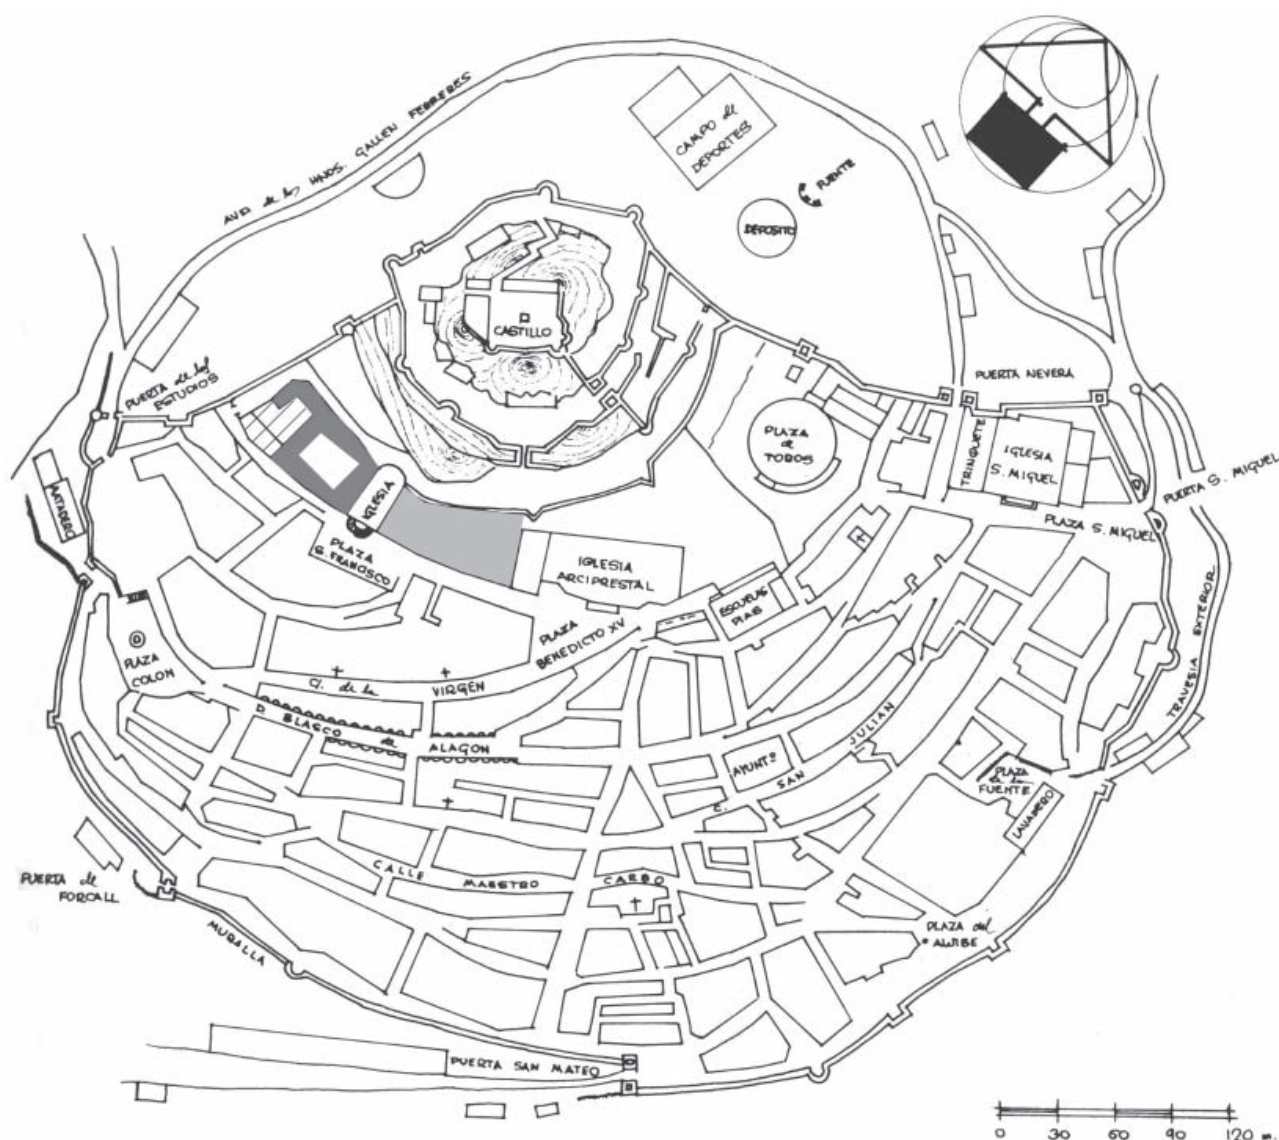 AVDA de los HNOS. GALLEN FERRERES
CAMPO de
DEPORTES
FUENTE
DEPOSITO
CASTILLO
PUERTA de los
ESTUDIOS
PUERTA NEVERA
PLAZA
de
TOROS
TRINQUETE
IGLESIA
S. MIGUEL
PUERTA S. MIGUEL
PLAZA S. MIGUEL
MATADERO
IGLESIA
PLAZA
S. FRANCISCO
IGLESIA
ARCIPRESTAL
ESCUELAS
PIAS
PLAZA
BENEDICTO XV
TRAVESIA EXTERIOR
PLAZA
COLON
C/. de la VIRGEN
D. BLASCO de ALAGON
AYUNTº
C. SAN JULIAN
PLAZA
de la
FUENTE
LAVADERO
CALLE MAESTRO CARBO
PUERTA de
FORCALL
MURALLA
PLAZA del
ALJIBE
PUERTA SAN MATEO
0 30 60 90 120 m.